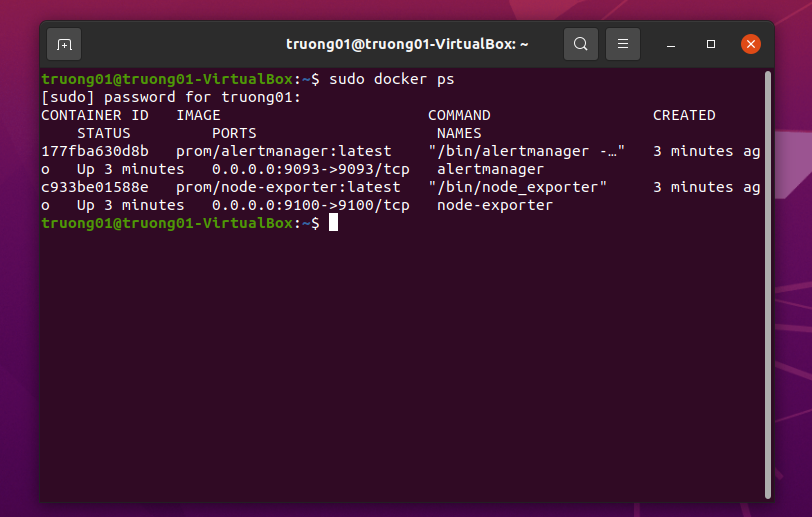 truong01@truong01-VirtualBox: ~
truong01@truong01-VirtualBox:~$ sudo docker ps
[sudo] password for truong01:
CONTAINER ID   IMAGE                       COMMAND                  CREATED
    STATUS         PORTS                    NAMES
177fba630d8b   prom/alertmanager:latest    "/bin/alertmanager -…"   3 minutes ag
o   Up 3 minutes   0.0.0.0:9093->9093/tcp   alertmanager
c933be01588e   prom/node-exporter:latest   "/bin/node_exporter"     3 minutes ag
o   Up 3 minutes   0.0.0.0:9100->9100/tcp   node-exporter
truong01@truong01-VirtualBox:~$